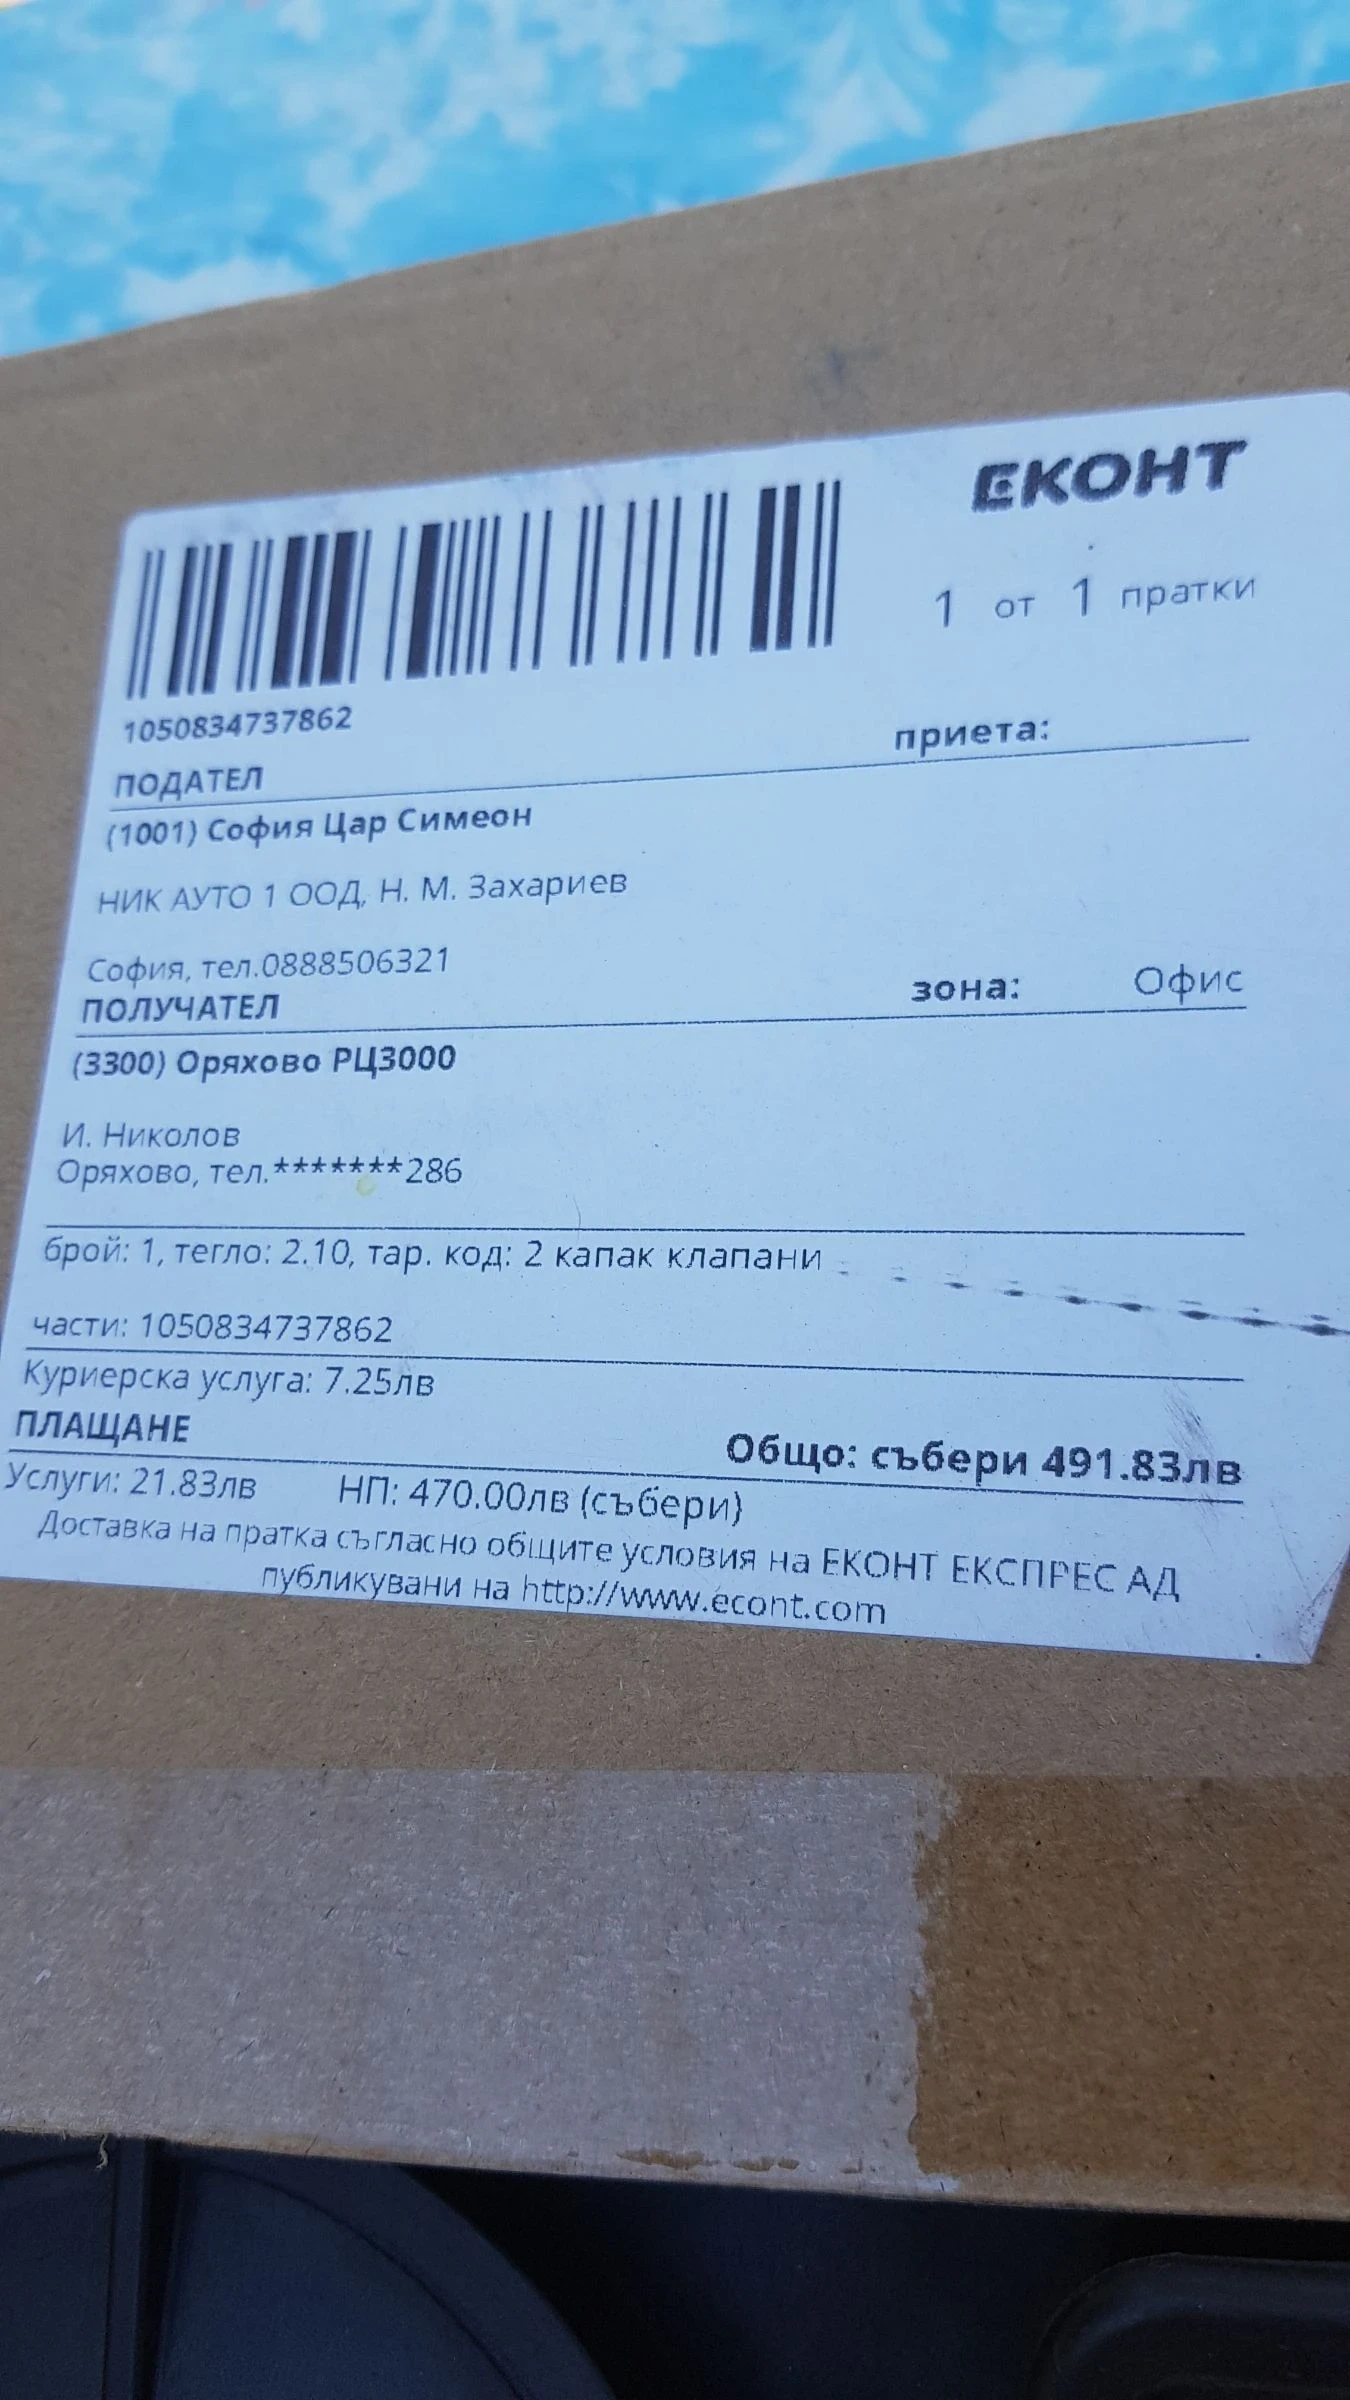 ЕКОНТ
1 от 1 пратки
1050834737862
приета:
ПОДАТЕЛ
(1001) София Цар Симеон
НИК АУТО 1 ООД, Н. М. Захариев
София, тел.0888506321
ПОЛУЧАТЕЛ
зона: Офис
(3300) Оряхово РЦ3000
И. Николов
Оряхово, тел.*******286
брой: 1, тегло: 2.10, тар. код: 2 капак клапани
части: 1050834737862
Куриерска услуга: 7.25лв
ПЛАЩАНЕ
Общо: събери 491.83лв
Услуги: 21.83лв НП: 470.00лв (събери)
Доставка на пратка съгласно общите условия на ЕКОНТ ЕКСПРЕС АД
публикувани на http://www.econt.com